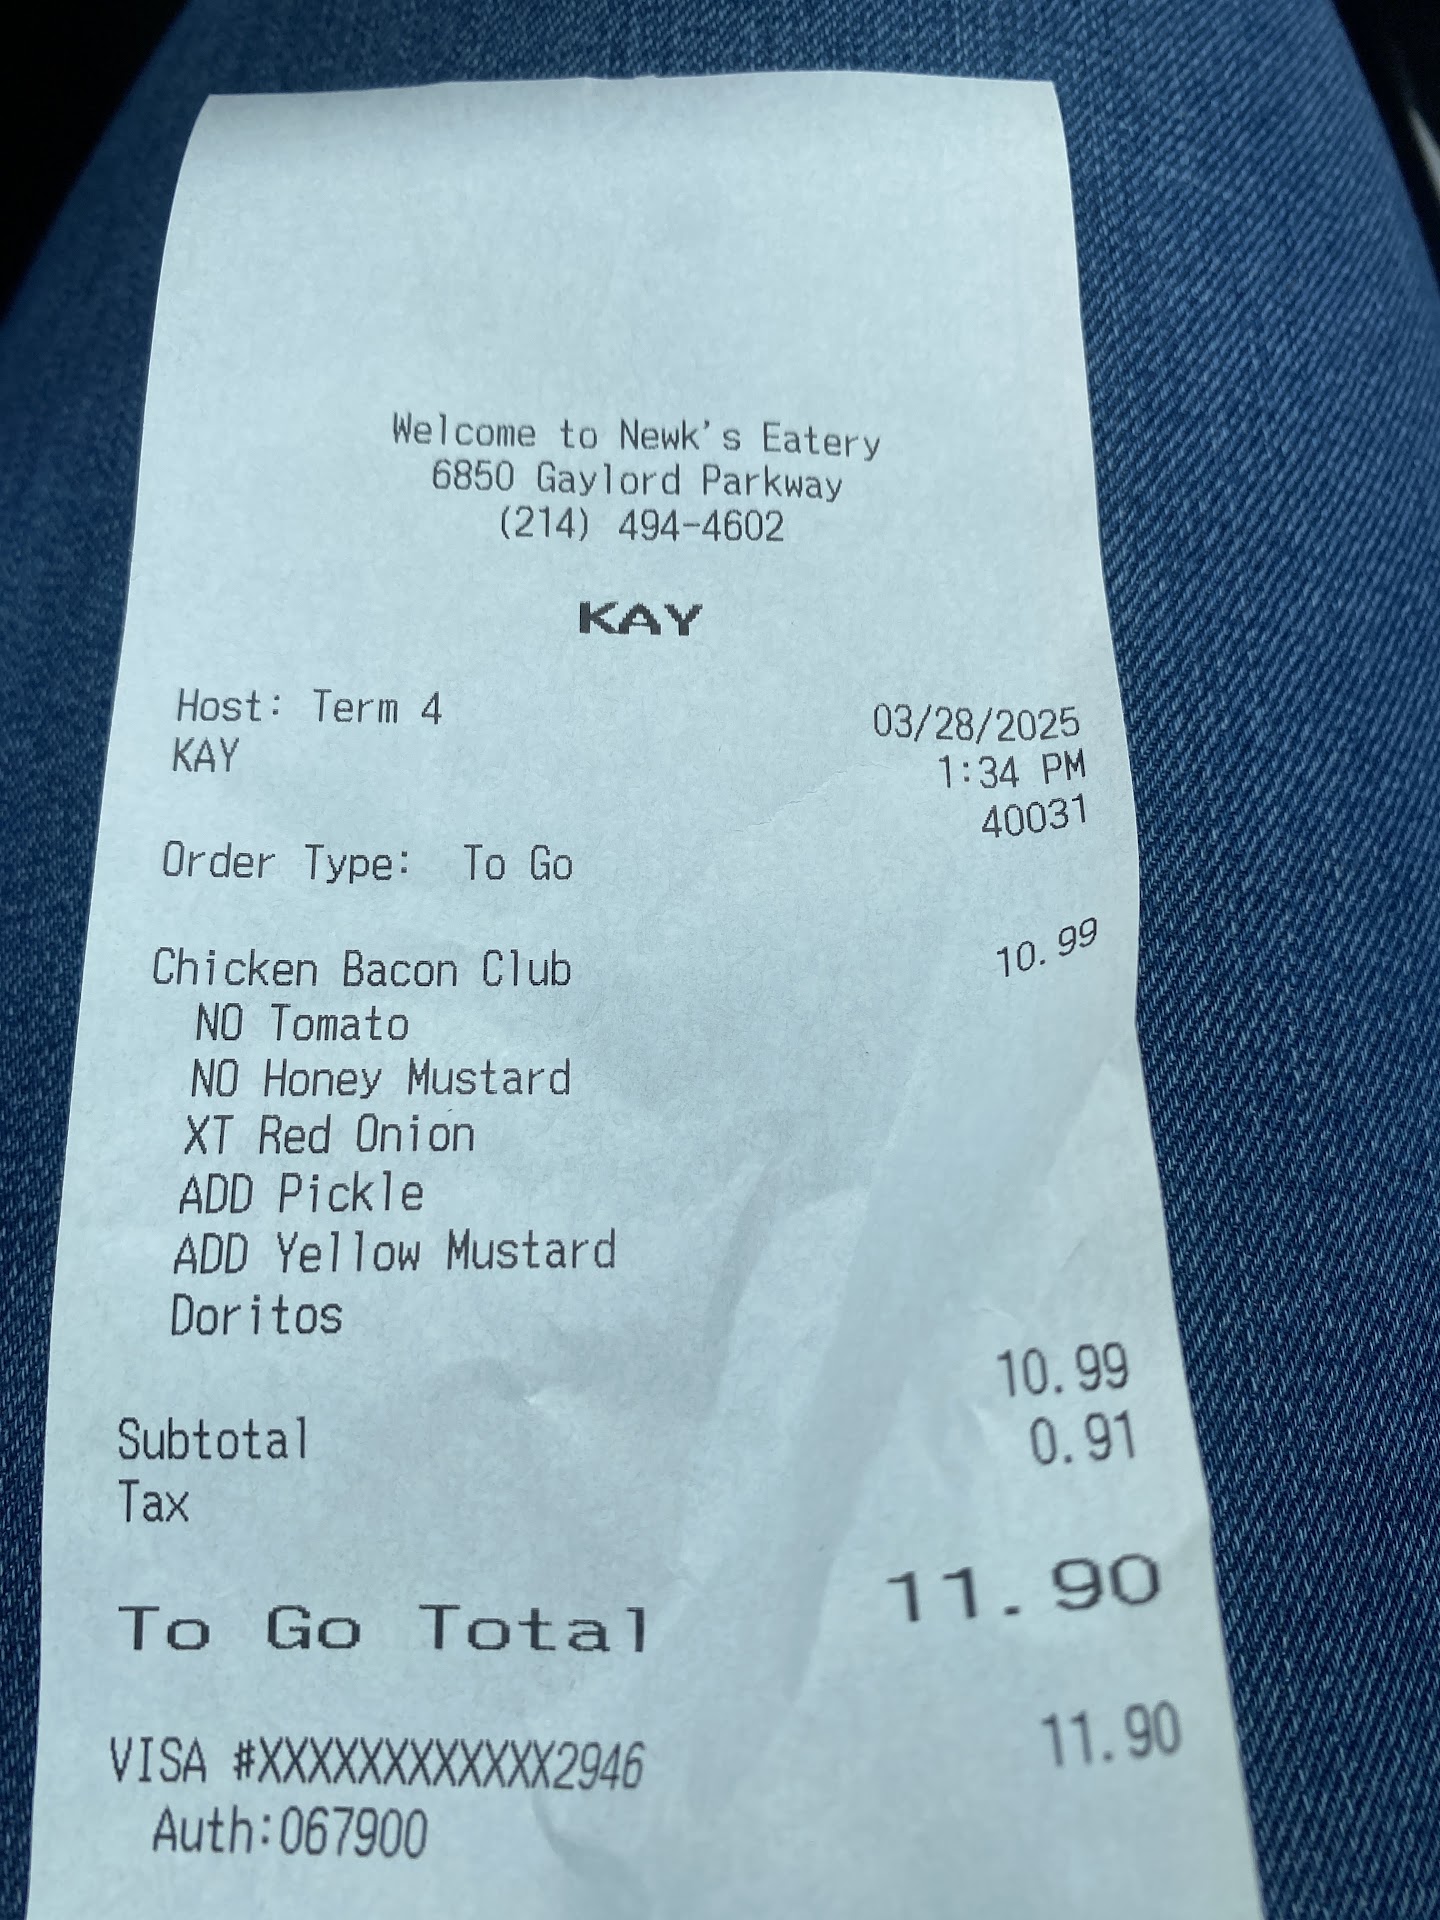 Welcome to Newk's Eatery
6850 Gaylord Parkway
(214) 494-4602
KAY
Host: Term 4 03/28/2025
KAY 1:34 PM
40031
Order Type: To Go
Chicken Bacon Club 10.99
NO Tomato
NO Honey Mustard
XT Red Onion
ADD Pickle
ADD Yellow Mustard
Doritos
Subtotal 10.99
Tax 0.91
To Go Total 11.90
VISA #XXXXXXXXXXXX2946 11.90
Auth:067900